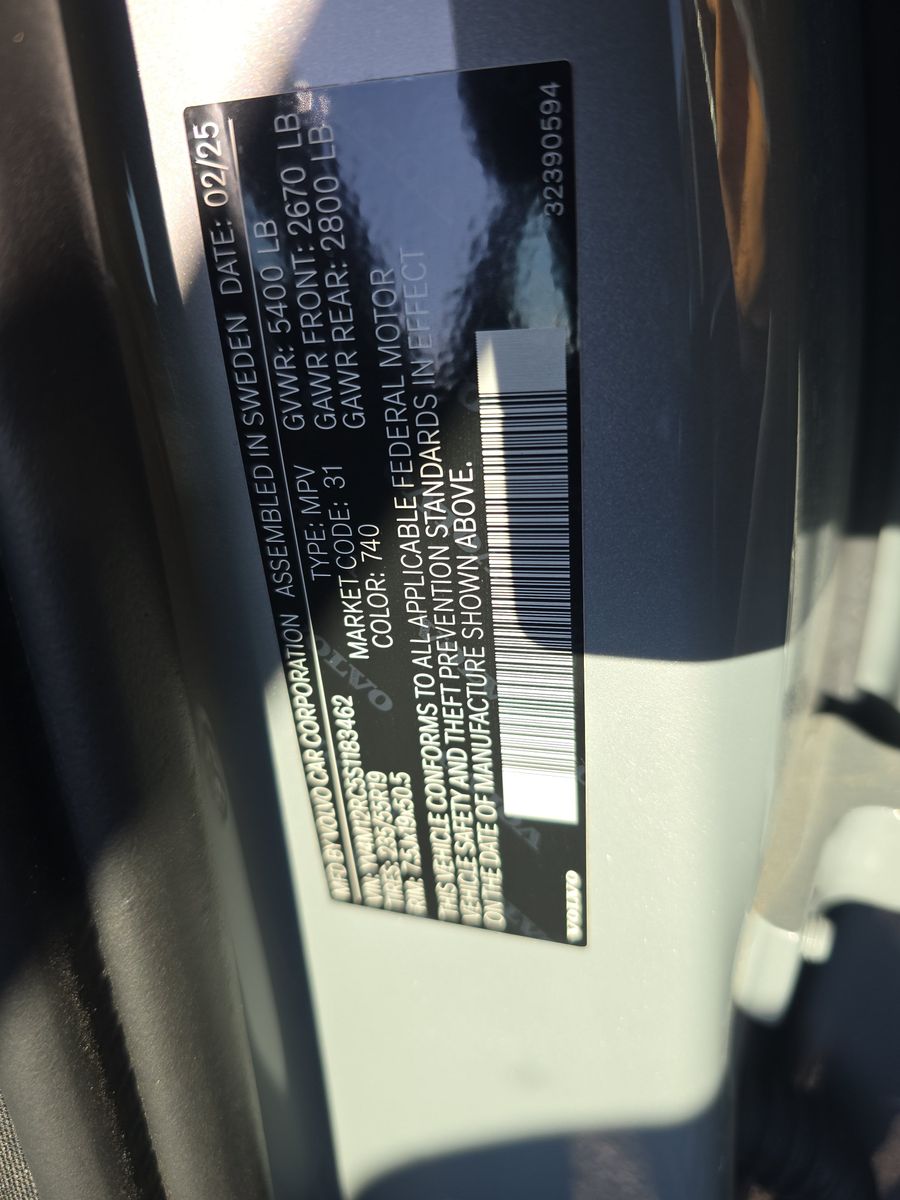 MFD BY VOLVO CAR CORPORATION ASSEMBLED IN SWEDEN DATE: 02/25
VIN: YV4M12RC5S1183462 TYPE: MPV GVWR: 5400 LB
TIRES: 235/55R19 MARKET CODE: 31 GAWR FRONT: 2670 LB
RIM: 7.5 x 19 x 50.5 COLOR: 740 GAWR REAR: 2800 LB
THIS VEHICLE CONFORMS TO ALL APPLICABLE FEDERAL MOTOR
VEHICLE SAFETY AND THEFT PREVENTION STANDARDS IN EFFECT
ON THE DATE OF MANUFACTURE SHOWN ABOVE.
VOLVO 32390594